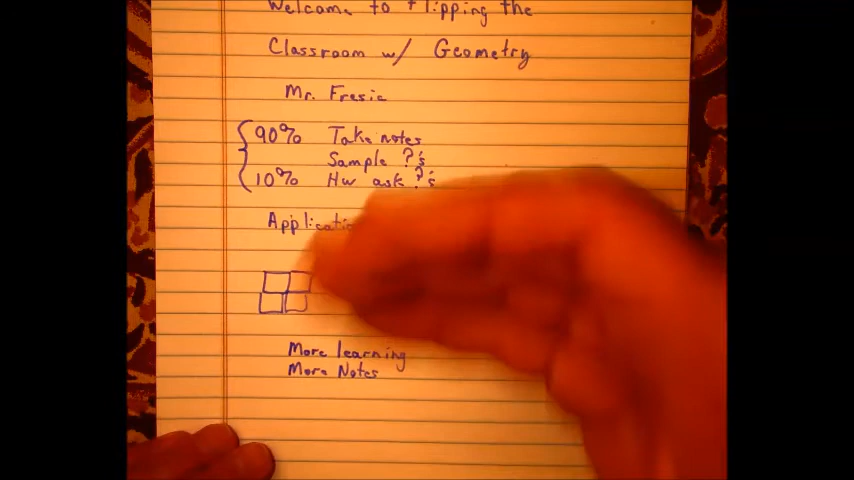 Welcome to Flipping the
Classroom w/ Geometry
Mr. Fresic
90% Take notes
Sample ?'s
10% Hw ask ?'s
More learning
More Notes